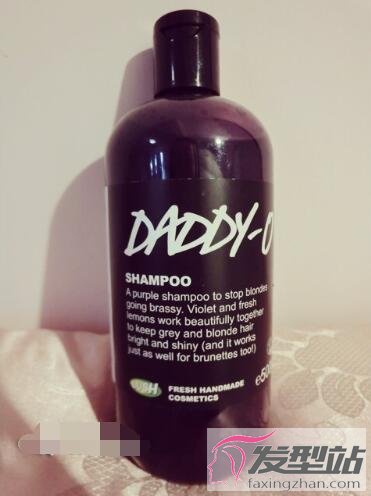 DADDY-O
SHAMPOO
A purple shampoo to stop blondes
going brassy. Violet and fresh
lemons work beautifully together
to keep grey and blonde hair
bright and shiny (and it works
just as well for brunettes too!)
LUSH
FRESH HANDMADE
COSMETICS
发型站
faxingzhan.com